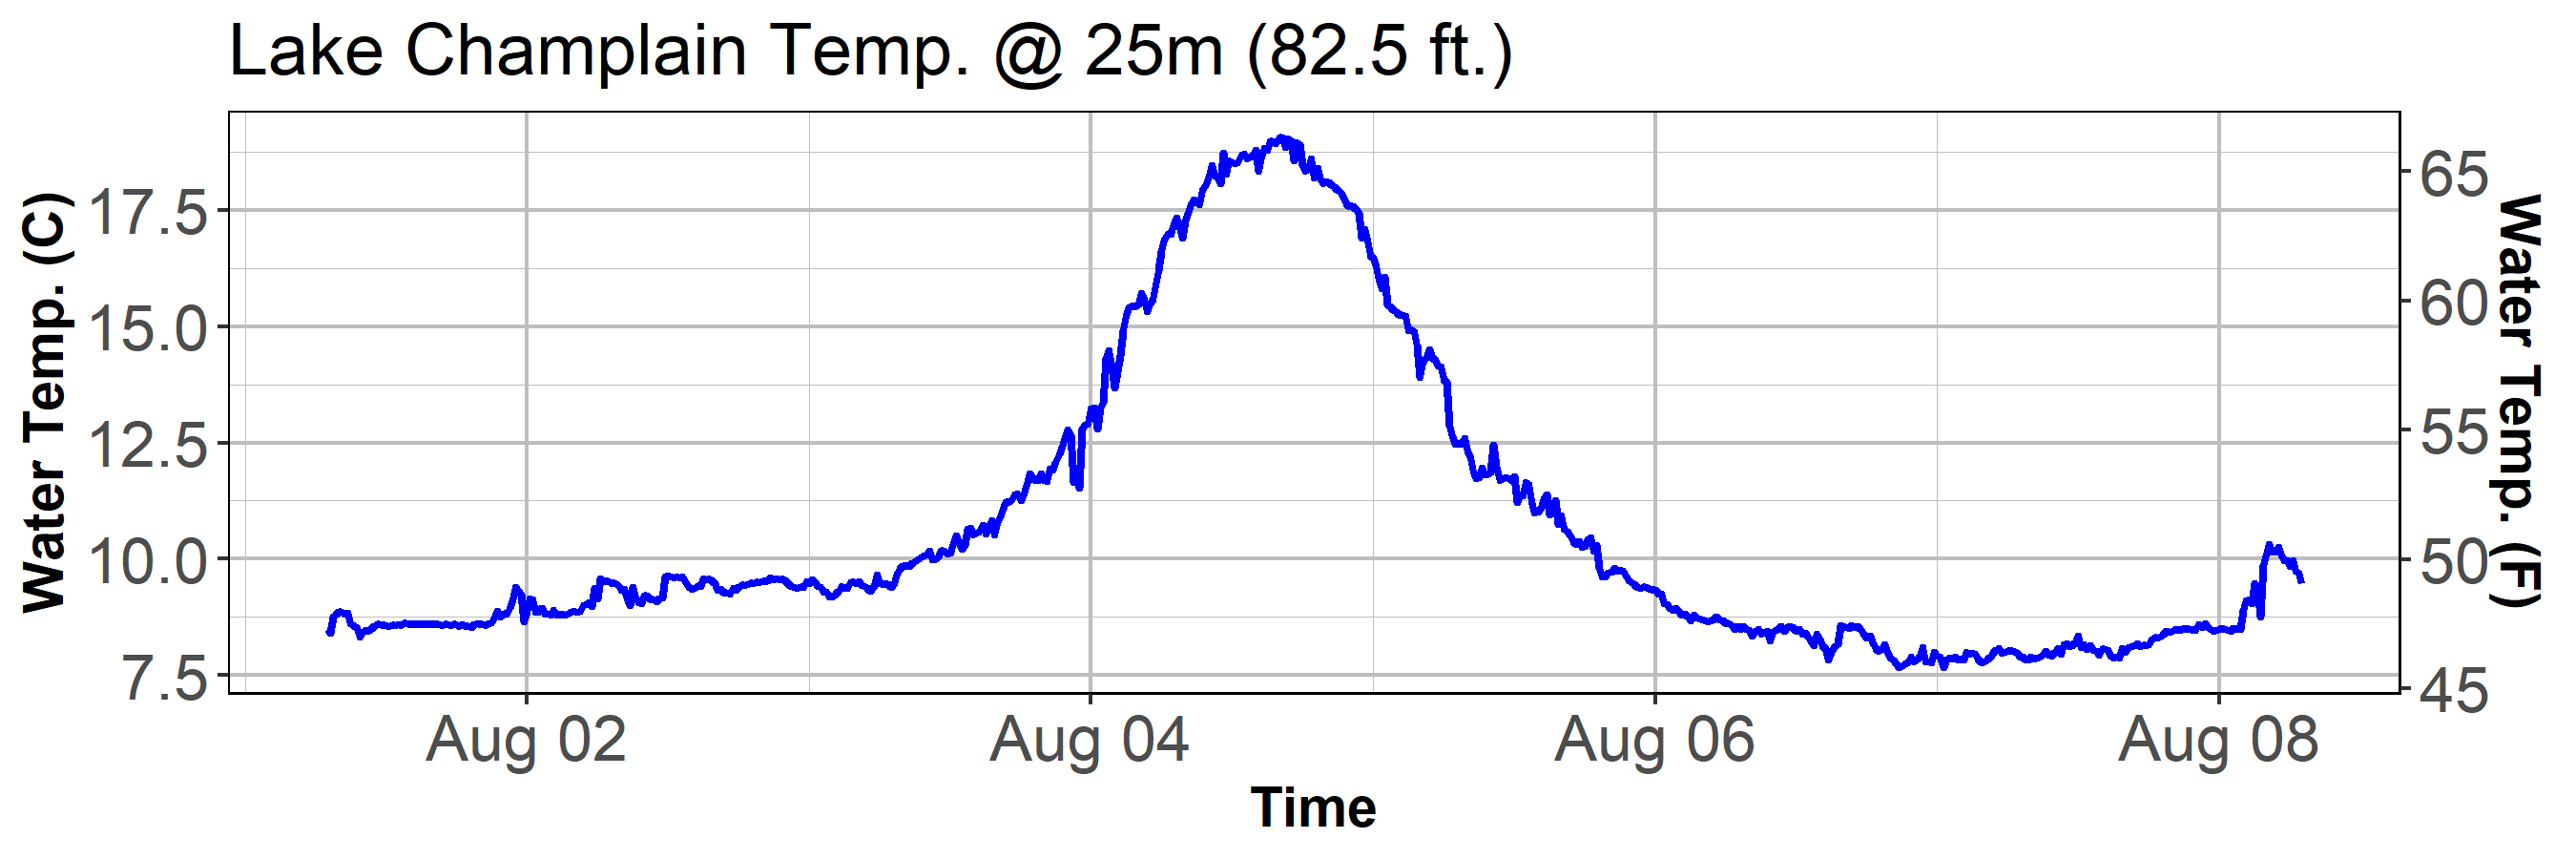 Lake Champlain Temp. @ 25m (82.5 ft.)
Water Temp. (C)
17.5
15.0
12.5
10.0
7.5
65
60
55
50
45
Water Temp. (F)
Aug 02 Aug 04 Aug 06 Aug 08
Time